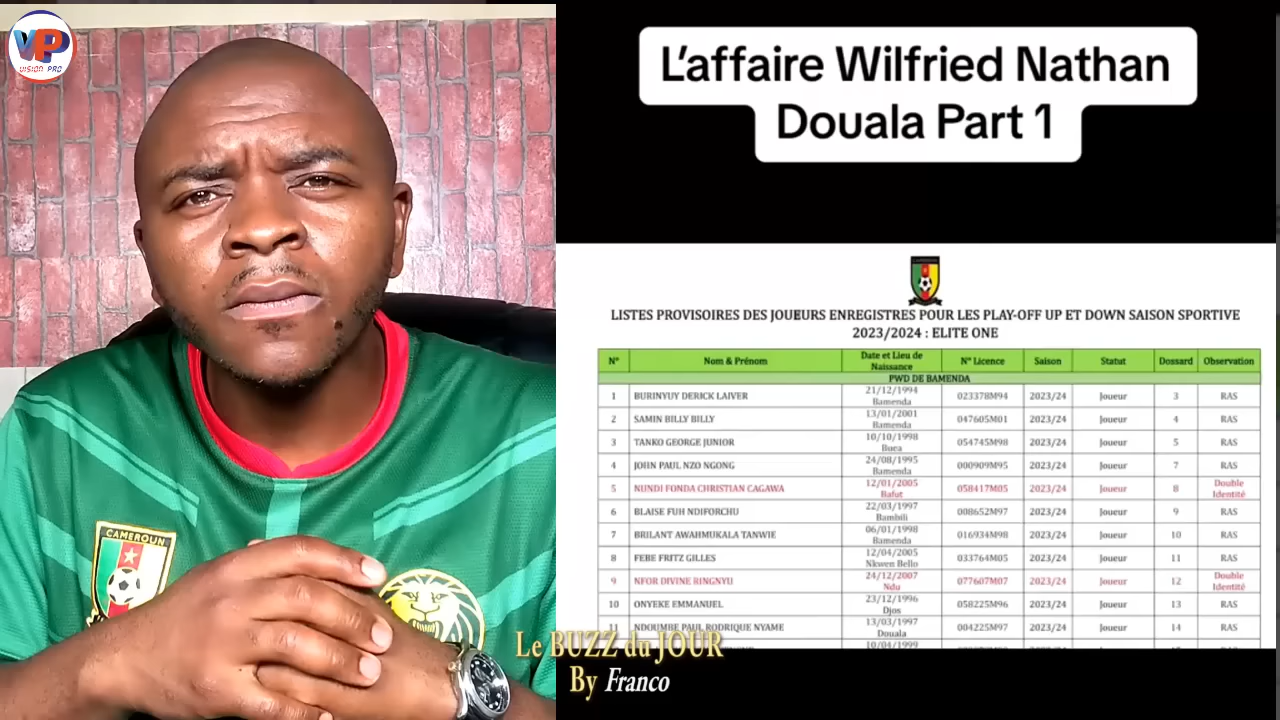 VP
VISION PRO
L'affaire Wilfried Nathan
Douala Part 1
CAMEROUN
LISTES PROVISOIRES DES JOUEURS ENREGISTRES POUR LES PLAY-OFF UP ET DOWN SAISON SPORTIVE
2023/2024 : ELITE ONE
N° Nom & Prénom Date et Lieu de Naissance N° Licence Saison Statut Dossard Observation
PWD DE BAMENDA
1 BURINYUY DERICK LAIVER 21/12/1994 Bamenda 023378M94 2023/24 Joueur 3 RAS
2 SAMIN BILLY BILLY 13/01/2001 Bamenda 047605M01 2023/24 Joueur 4 RAS
3 TANKO GEORGE JUNIOR 10/10/1998 Buea 054745M98 2023/24 Joueur 5 RAS
4 JOHN PAUL NZO NGONG 24/08/1995 Bamenda 000909M95 2023/24 Joueur 7 RAS
5 NUNDI FONDA CHRISTIAN CAGAWA 12/01/2005 Bafut 058417M05 2023/24 Joueur 8 Double Identité
6 BLAISE FUH NDIFORCHU 22/03/1997 Bambili 008652M97 2023/24 Joueur 9 RAS
7 BRILANT AWAHMUKALA TANWIE 06/01/1998 Bamenda 016934M98 2023/24 Joueur 10 RAS
8 FEBE FRITZ GILLES 12/04/2005 Nkwen Bello 033764M05 2023/24 Joueur 11 RAS
9 NFOR DIVINE RINGNYU 24/12/2007 Ndu 077607M07 2023/24 Joueur 12 Double Identité
10 ONYEKE EMMANUEL 23/12/1996 Djos 058225M96 2023/24 Joueur 13 RAS
11 NDOUMBE PAUL RODRIQUE NYAME 13/03/1997 Douala 004225M97 2023/24 Joueur 14 RAS
10/04/1999
CAMEROUN
Le BUZZ du JOUR
By Franco